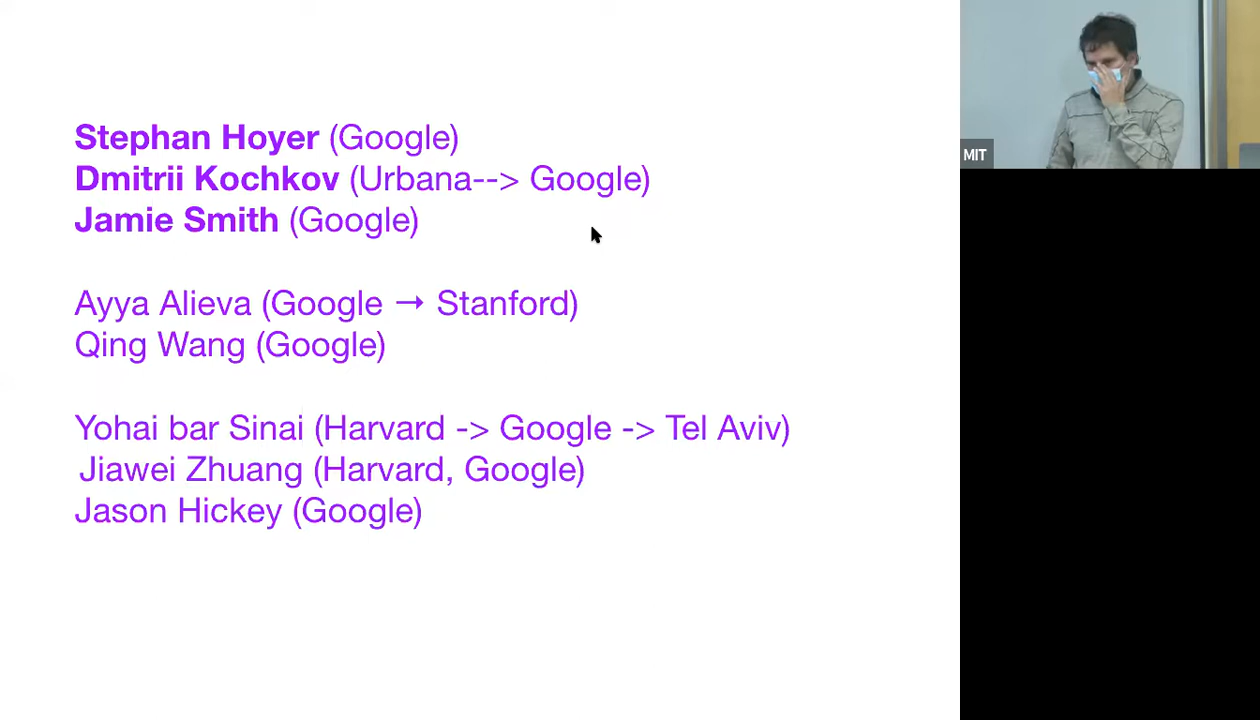 Stephan Hoyer (Google)
Dmitrii Kochkov (Urbana--> Google)
Jamie Smith (Google)
Ayya Alieva (Google → Stanford)
Qing Wang (Google)
Yohai bar Sinai (Harvard -> Google -> Tel Aviv)
Jiawei Zhuang (Harvard, Google)
Jason Hickey (Google)
MIT